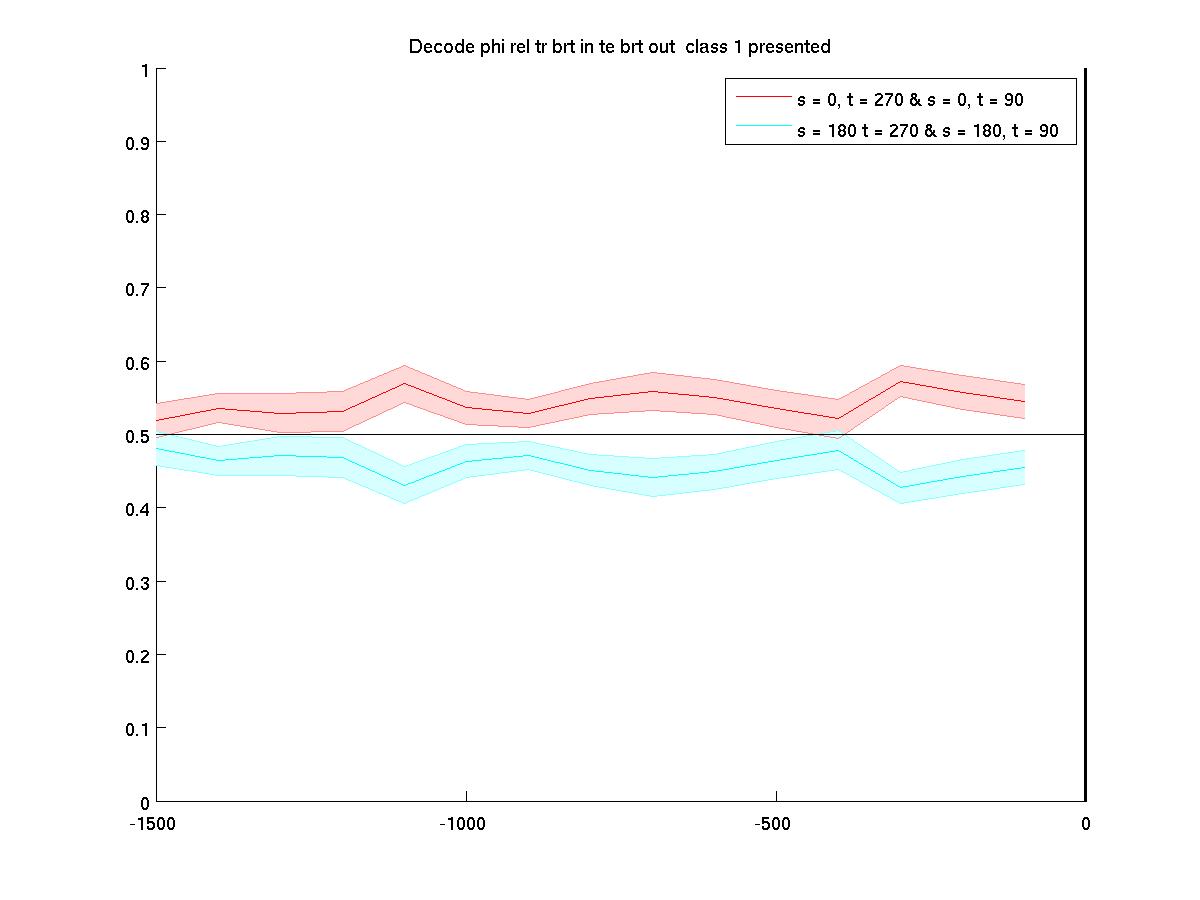 Decode phi rel tr brt in te brt out  class 1 presented
s = 0, t = 270 & s = 0, t = 90
s = 180 t = 270 & s = 180, t = 90
1
0.9
0.8
0.7
0.6
0.5
0.4
0.3
0.2
0.1
0
-1500 -1000 -500 0